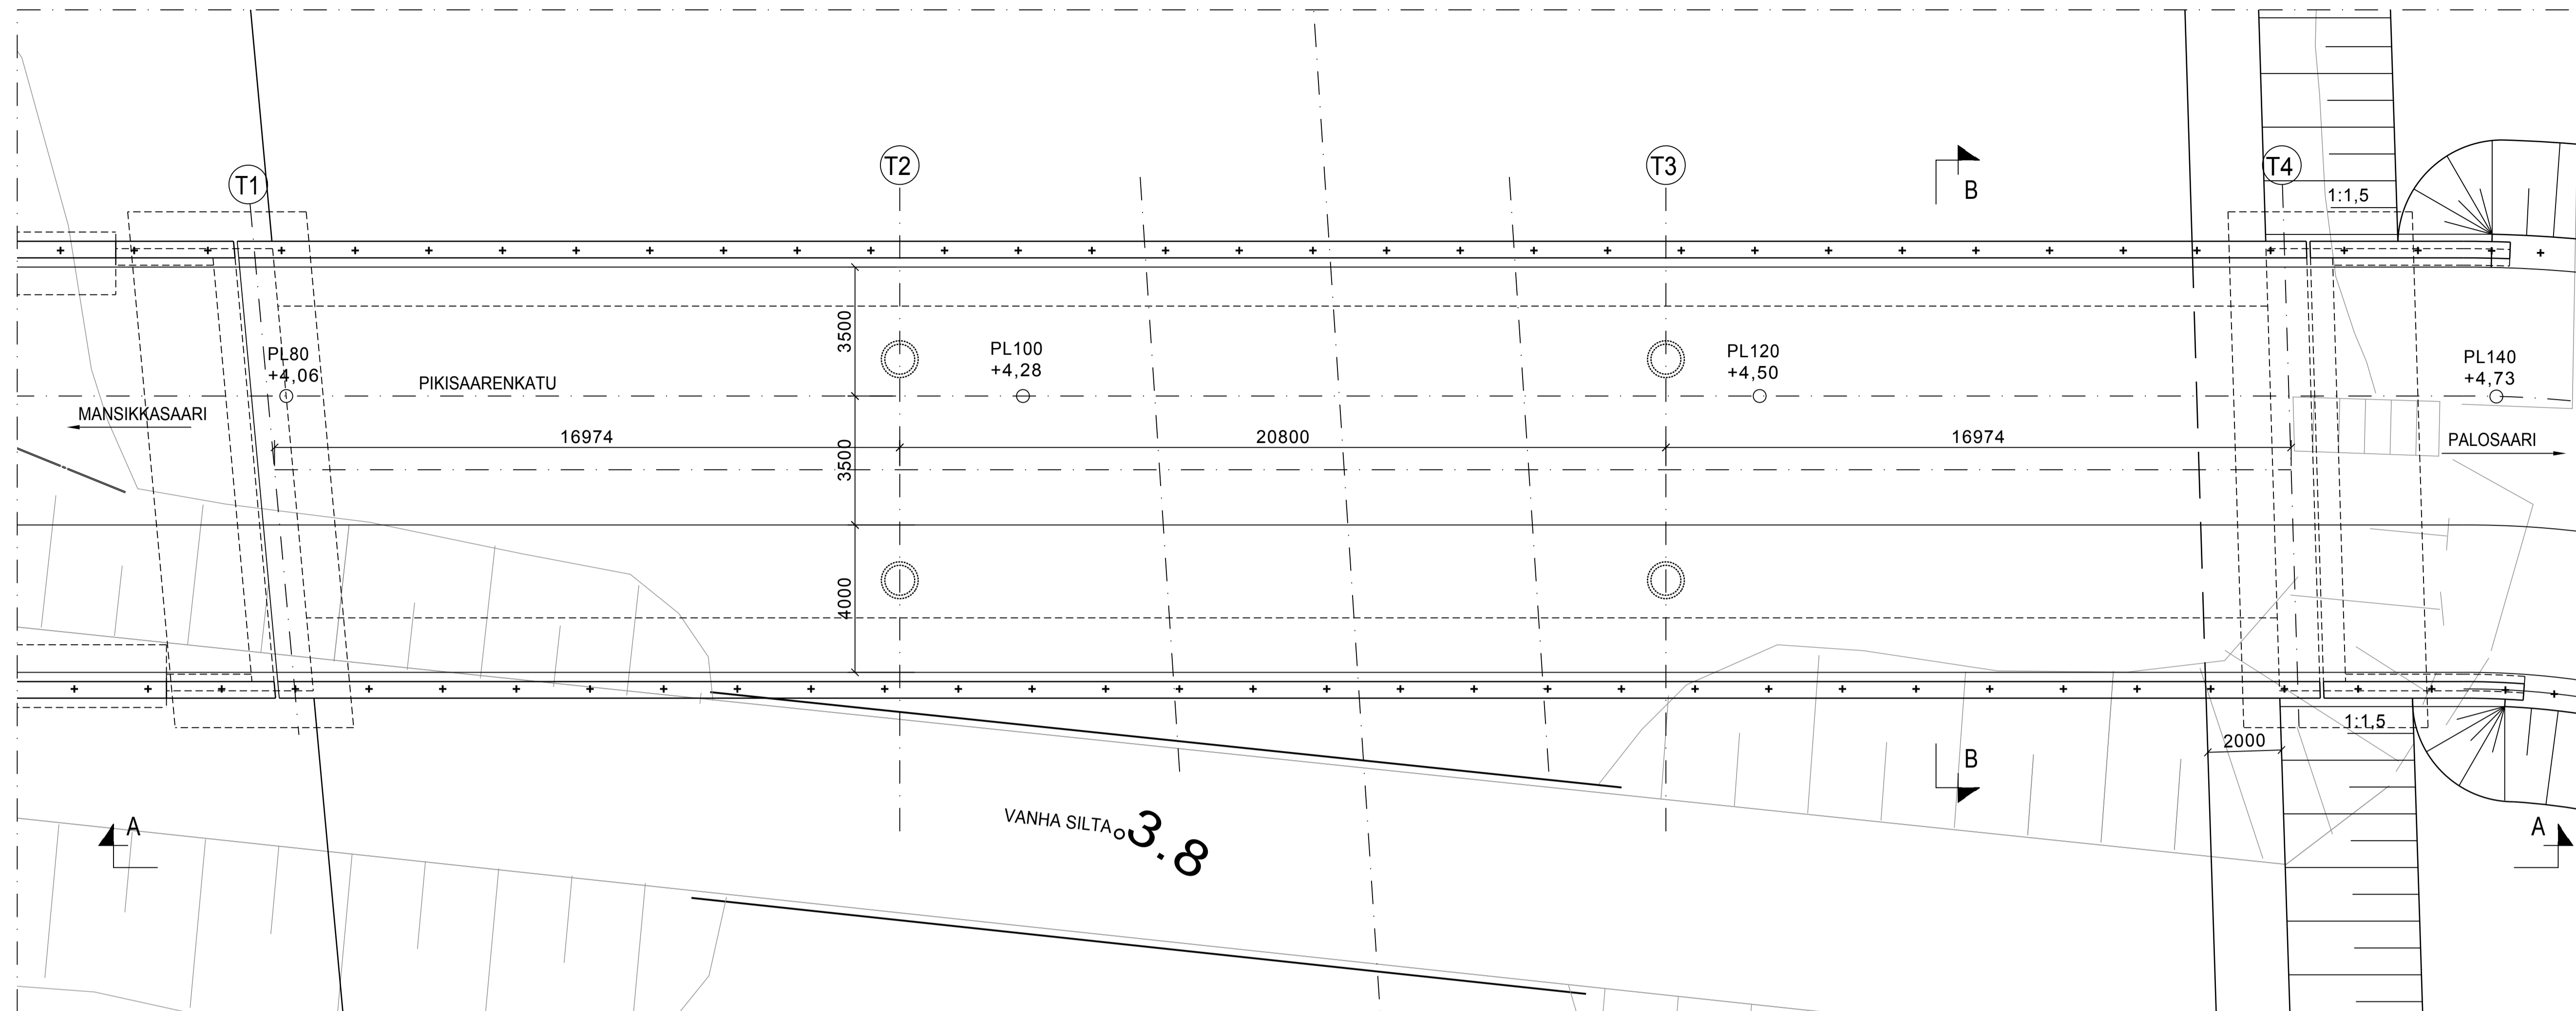 T1
T2
T3
T4
B
1:1,5
3500
PL80
+4,06
PIKISAARENKATU
PL100
+4,28
PL120
+4,50
PL140
+4,73
MANSIKKASAARI
16974
20800
16974
PALOSAARI
3500
4000
1:1,5
2000
B
VANHA SILTA
3.8
A
A